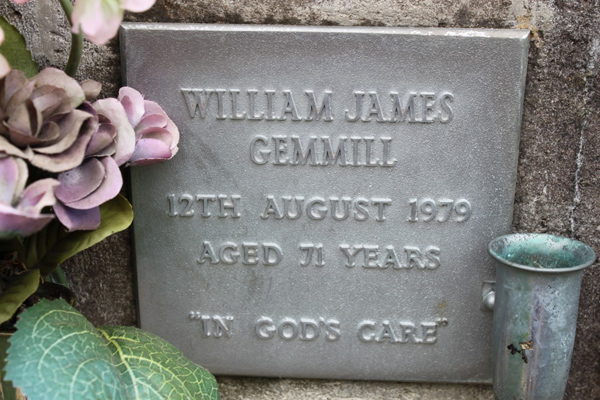 WILLIAM JAMES
GEMMILL
12TH AUGUST 1979
AGED 71 YEARS
"IN GOD'S CARE"